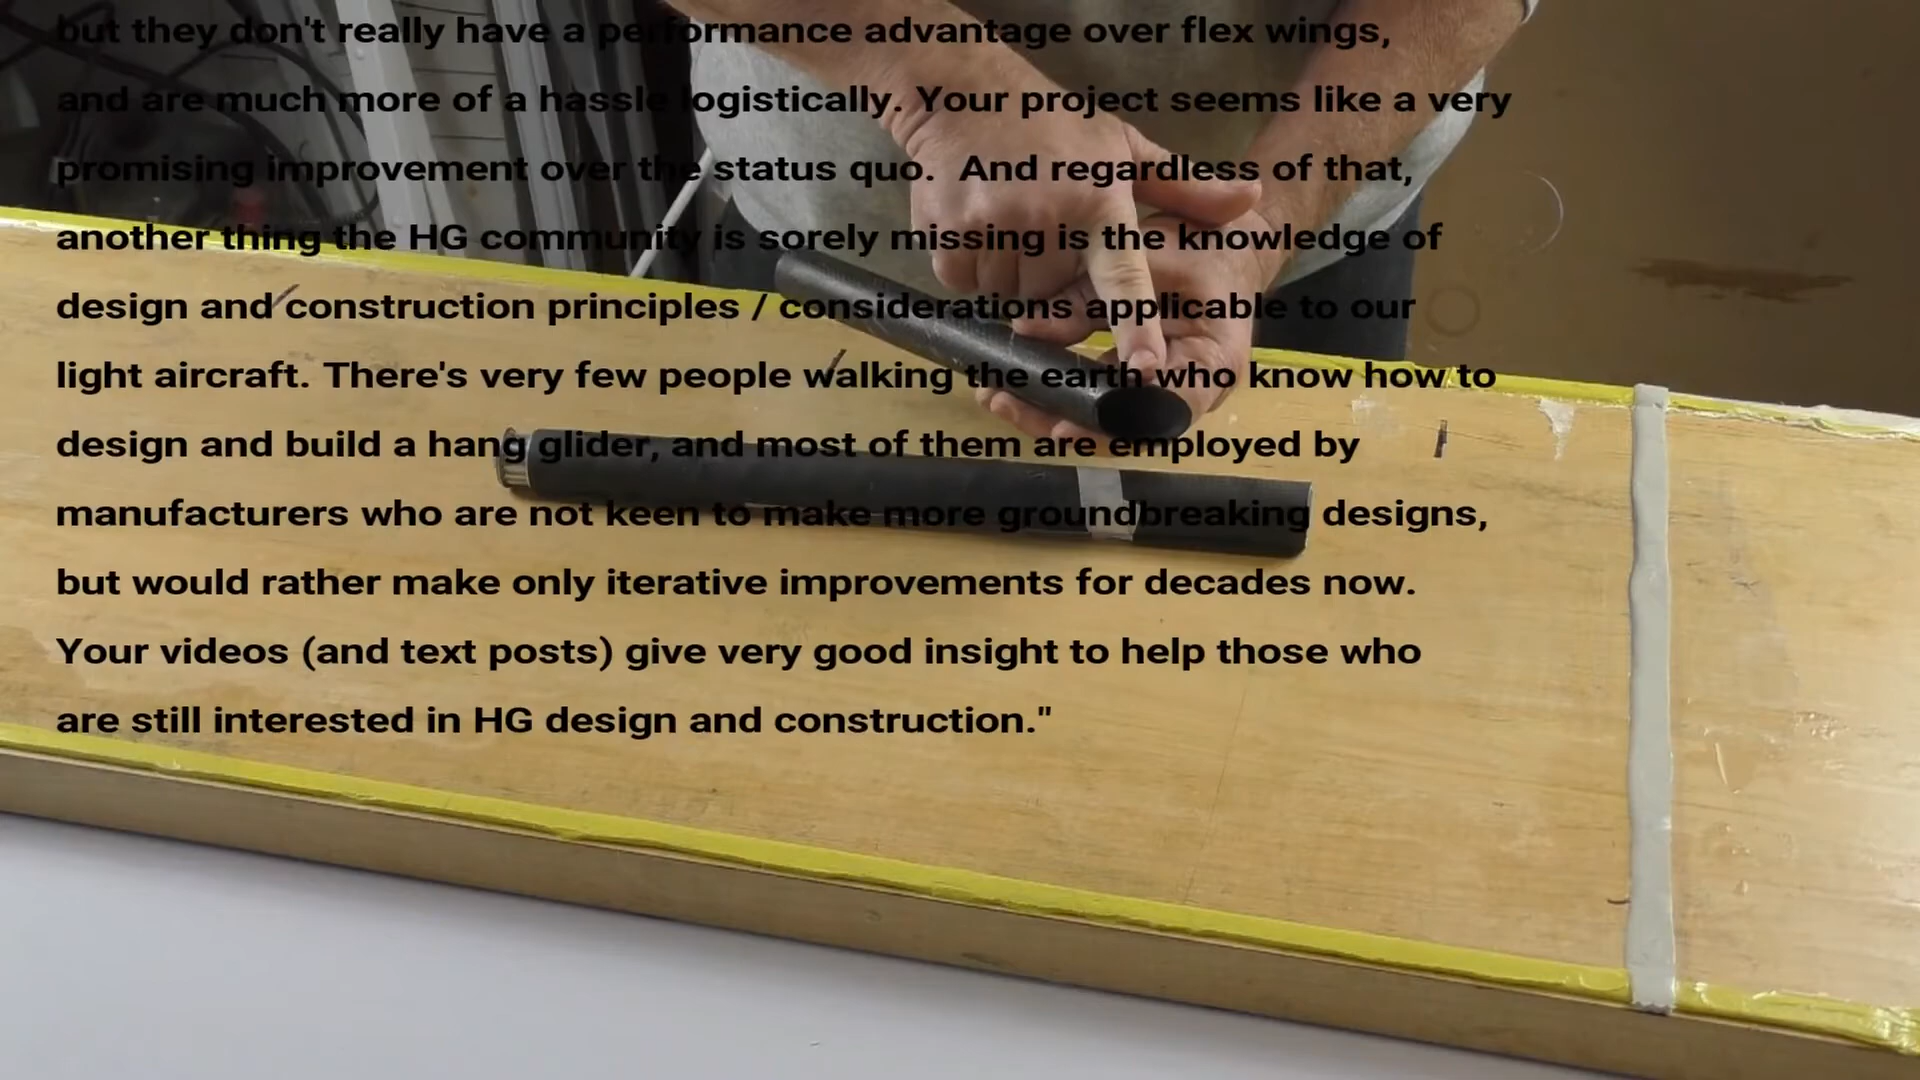 but they don't really have a performance advantage over flex wings,
and are much more of a hassle logistically. Your project seems like a very
promising improvement over the status quo.  And regardless of that,
another thing the HG community is sorely missing is the knowledge of
design and construction principles / considerations applicable to our
light aircraft. There's very few people walking the earth who know how to
design and build a hang glider, and most of them are employed by
manufacturers who are not keen to make more groundbreaking designs,
but would rather make only iterative improvements for decades now.
Your videos (and text posts) give very good insight to help those who
are still interested in HG design and construction."